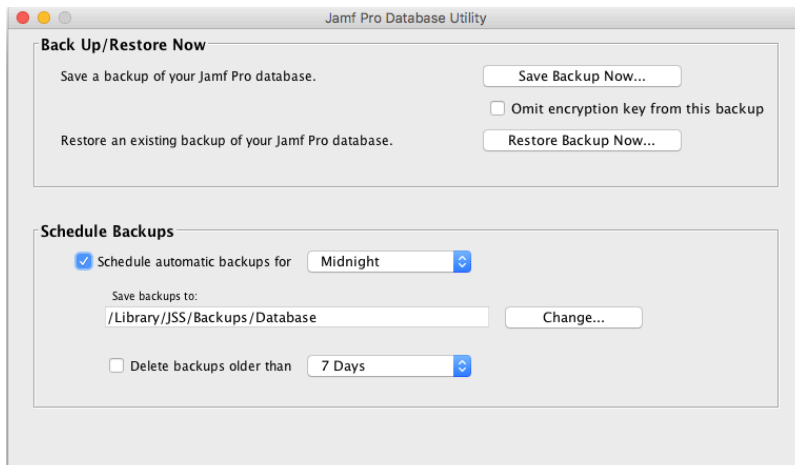 Jamf Pro Database Utility
Back Up/Restore Now
Save a backup of your Jamf Pro database.
Save Backup Now...
Omit encryption key from this backup
Restore an existing backup of your Jamf Pro database.
Restore Backup Now...
Schedule Backups
Schedule automatic backups for
Midnight
Save backups to:
/Library/JSS/Backups/Database
Change...
Delete backups older than
7 Days